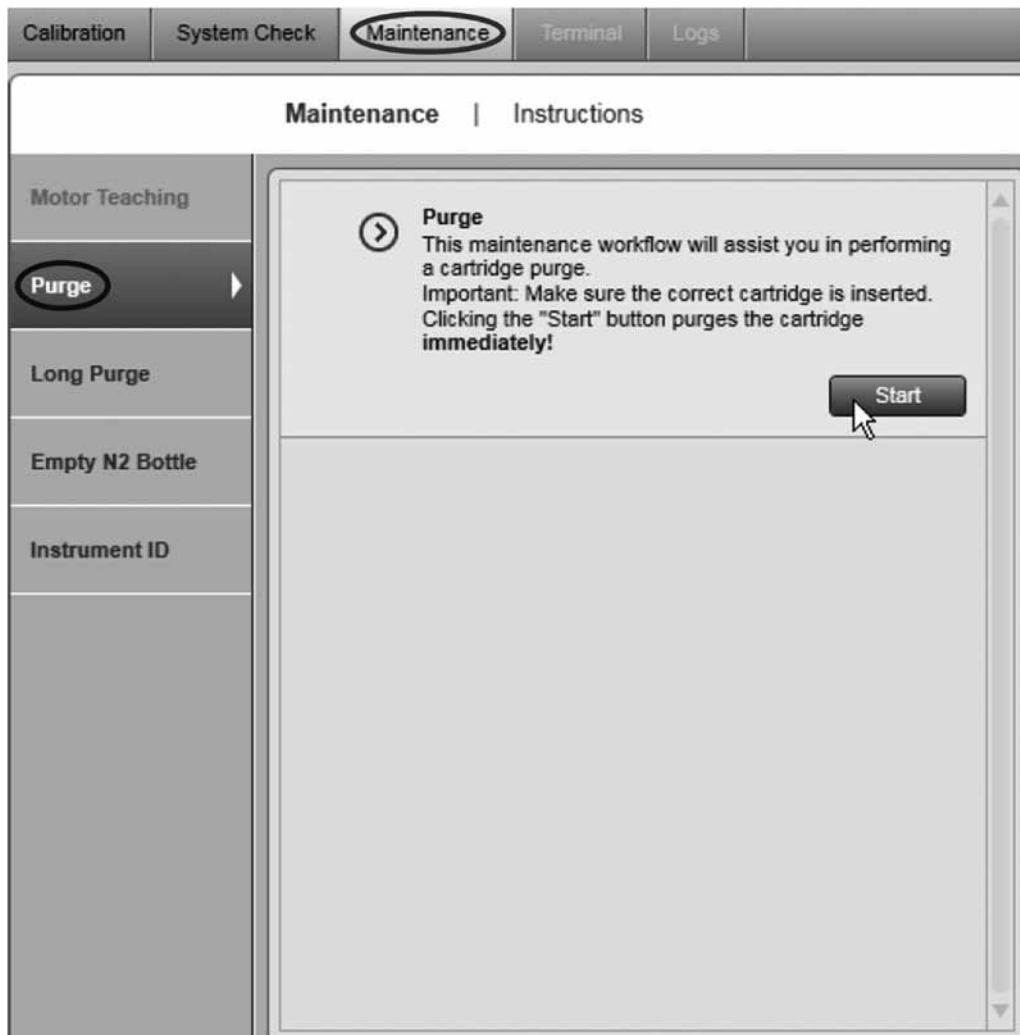 Calibration System Check Maintenance Terminal Logs
Maintenance | Instructions
Motor Teaching
Purge
Long Purge
Empty N2 Bottle
Instrument ID
Purge
This maintenance workflow will assist you in performing
a cartridge purge.
Important: Make sure the correct cartridge is inserted.
Clicking the "Start" button purges the cartridge
immediately!
Start